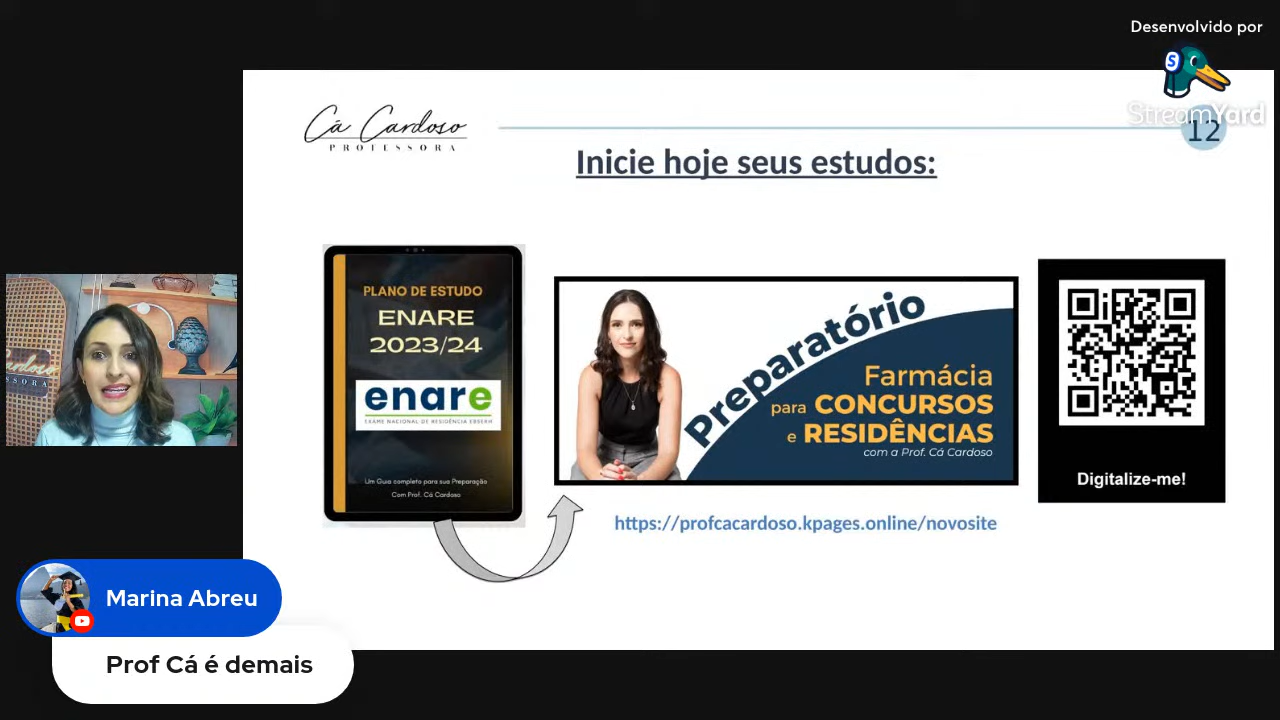 Desenvolvido por
StreamYard
Cá Cardoso
PROFESSORA
12
Inicie hoje seus estudos:
PLANO DE ESTUDO
ENARE
2023/24
enare
EXAME NACIONAL DE RESIDÊNCIA EBSERH
Um Guia completo para sua Preparação
Com Prof. Cá Cardoso
Preparatório
Farmácia
para CONCURSOS
e RESIDÊNCIAS
com a Prof. Cá Cardoso
Digitalize-me!
https://profcacardoso.kpages.online/novosite
Marina Abreu
Prof Cá é demais